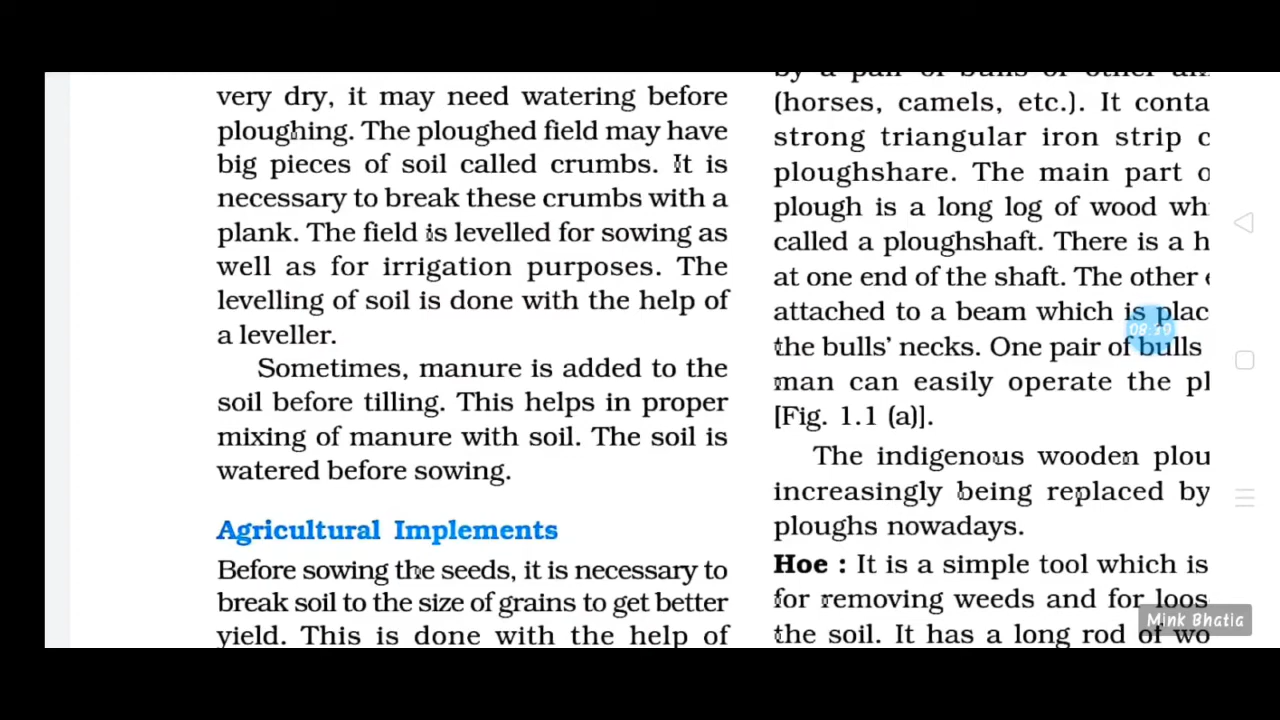 very dry, it may need watering before
ploughing. The ploughed field may have
big pieces of soil called crumbs. It is
necessary to break these crumbs with a
plank. The field is levelled for sowing as
well as for irrigation purposes. The
levelling of soil is done with the help of
a leveller.
Sometimes, manure is added to the
soil before tilling. This helps in proper
mixing of manure with soil. The soil is
watered before sowing.
Agricultural Implements
Before sowing the seeds, it is necessary to
break soil to the size of grains to get better
yield. This is done with the help of
by a pair of bulls or other
(horses, camels, etc.). It conta
strong triangular iron strip c
ploughshare. The main part o
plough is a long log of wood wh
called a ploughshaft. There is a h
at one end of the shaft. The other
attached to a beam which is plac
the bulls' necks. One pair of bulls
man can easily operate the pl
[Fig. 1.1 (a)].
The indigenous wooden plou
increasingly being replaced by
ploughs nowadays.
Hoe : It is a simple tool which is
for removing weeds and for loos
the soil. It has a long rod of wo
Mink Bhatia